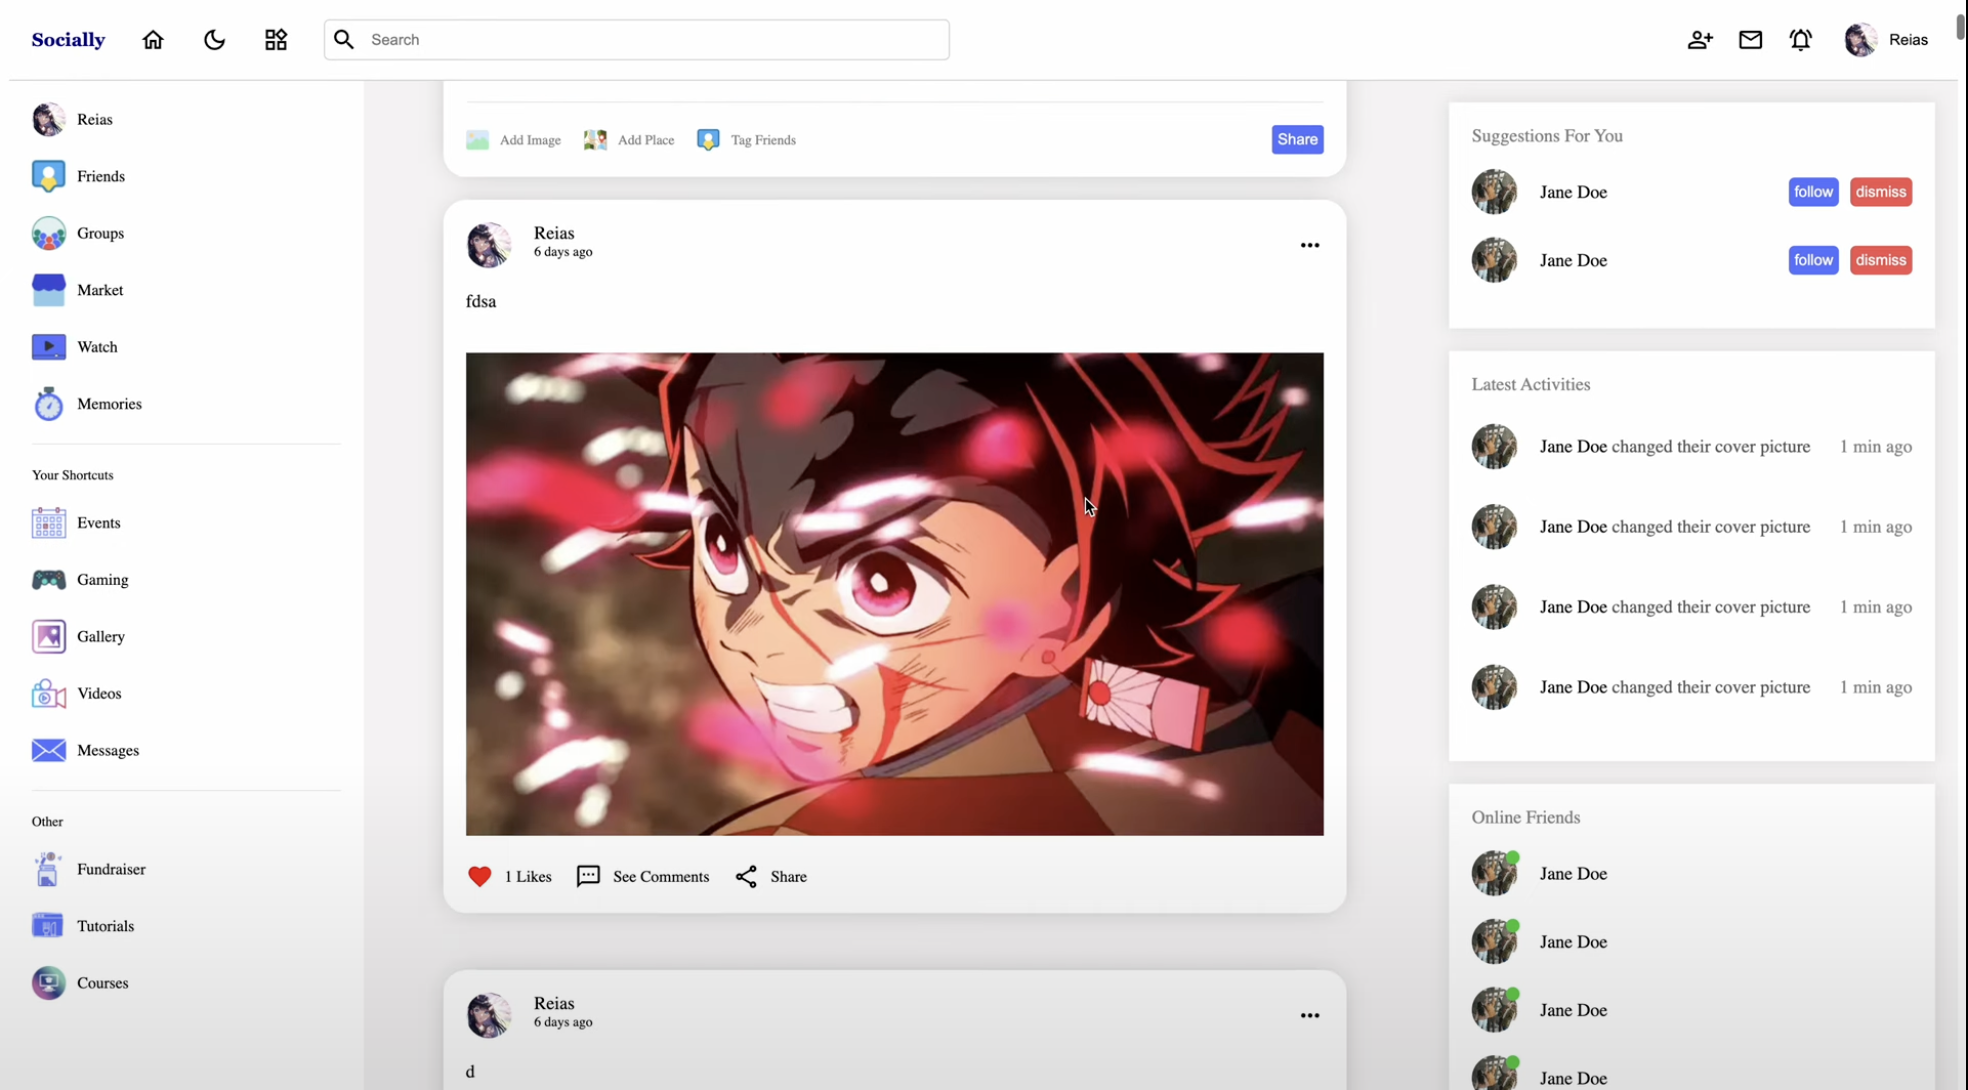 Socially
Search
Reias
Reias
Friends
Groups
Market
Watch
Memories
Your Shortcuts
Events
Gaming
Gallery
Videos
Messages
Other
Fundraiser
Tutorials
Courses
Add Image Add Place Tag Friends Share
Reias
6 days ago
fdsa
1 Likes See Comments Share
Reias
6 days ago
d
Suggestions For You
Jane Doe follow dismiss
Jane Doe follow dismiss
Latest Activities
Jane Doe changed their cover picture 1 min ago
Jane Doe changed their cover picture 1 min ago
Jane Doe changed their cover picture 1 min ago
Jane Doe changed their cover picture 1 min ago
Online Friends
Jane Doe
Jane Doe
Jane Doe
Jane Doe